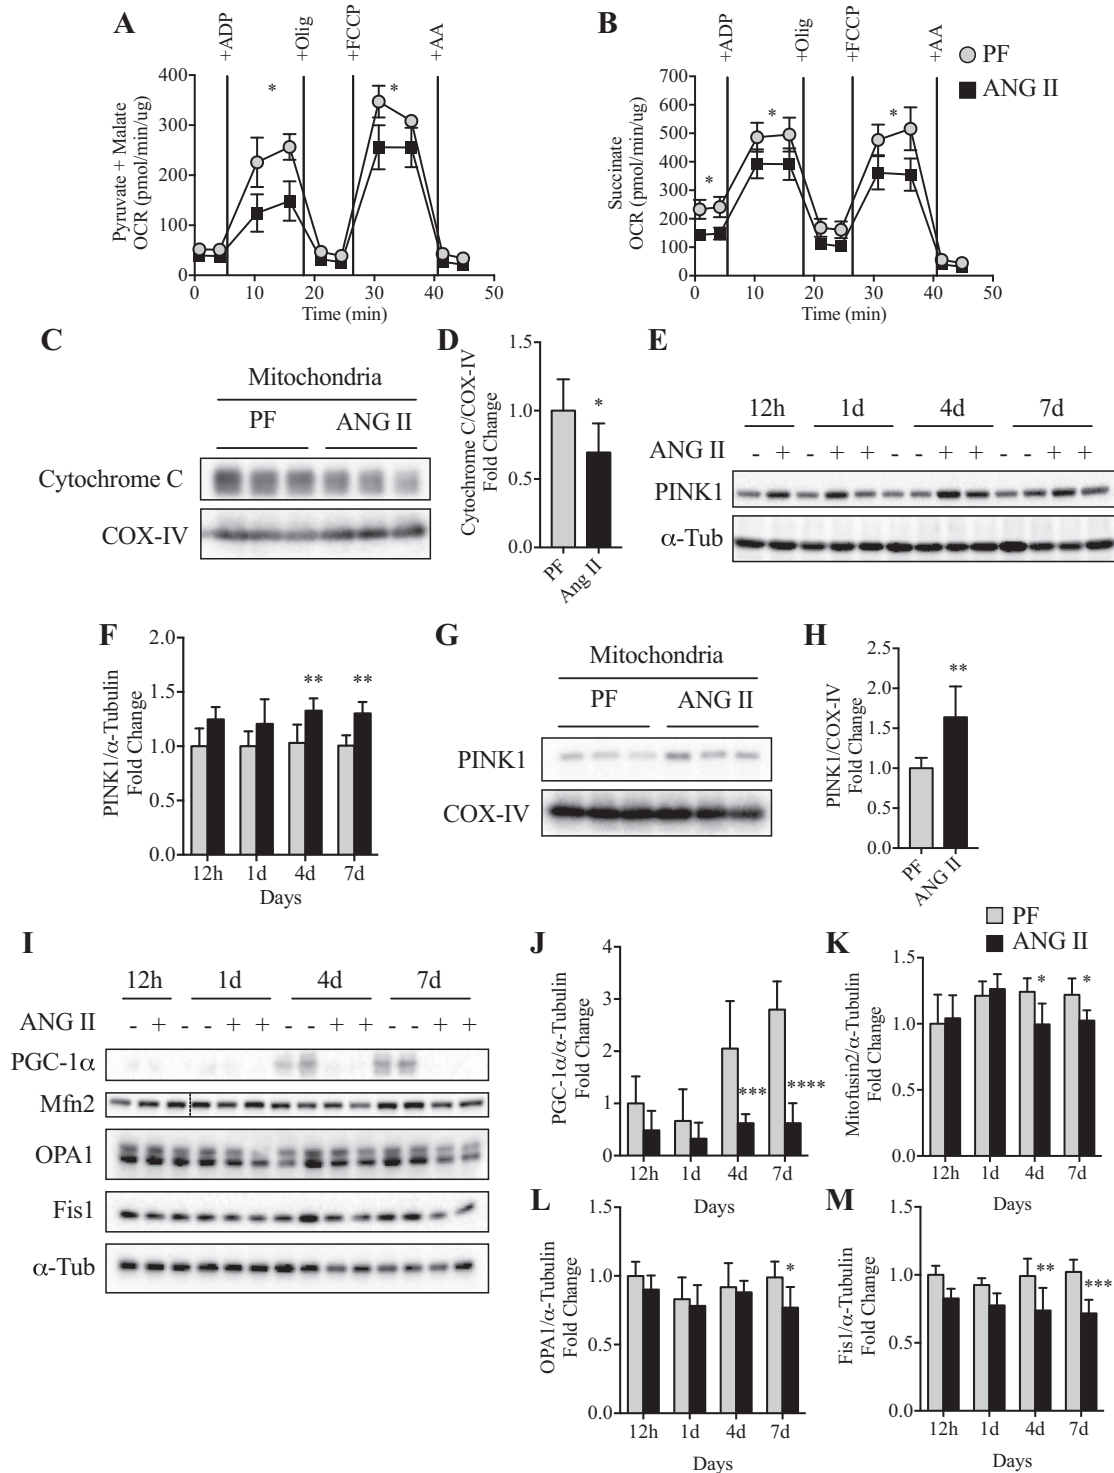 A
+ADP
+Olig
+FCCP
+AA
Pyruvate + Malate
OCR (pmol/min/ug)
400
300
200
100
0
*
*
0 10 20 30 40 50
Time (min)
B
+ADP
+Olig
+FCCP
+AA
PF
ANG II
Succinate
OCR (pmol/min/ug)
700
600
500
400
300
200
100
0
*
*
*
0 10 20 30 40 50
Time (min)
C
Mitochondria
PF ANG II
Cytochrome C
COX-IV
D
Cytochrome C/COX-IV
Fold Change
1.5
1.0
0.5
0.0
*
PF
Ang II
E
12h 1d 4d 7d
ANG II - + - + + - - + + - - + +
PINK1
α-Tub
F
PINK1/α-Tubulin
Fold Change
2.0
1.5
1.0
0.5
0.0
** **
12h 1d 4d 7d
Days
G
Mitochondria
PF ANG II
PINK1
COX-IV
H
PINK1/COX-IV
Fold Change
2.5
2.0
1.5
1.0
0.5
0.0
**
PF
ANG II
I
12h 1d 4d 7d
ANG II - + - - + + - - + + - - + +
PGC-1α
Mfn2
OPA1
Fis1
α-Tub
PF
ANG II
J
PGC-1α/α-Tubulin
Fold Change
4
3
2
1
0
*** ****
12h 1d 4d 7d
Days
K
Mitofusin2/α-Tubulin
Fold Change
1.5
1.0
0.5
0.0
* *
12h 1d 4d 7d
Days
L
OPA1/α-Tubulin
Fold Change
1.5
1.0
0.5
0.0
*
12h 1d 4d 7d
Days
M
Fis1/α-Tubulin
Fold Change
1.5
1.0
0.5
0.0
** ***
12h 1d 4d 7d
Days